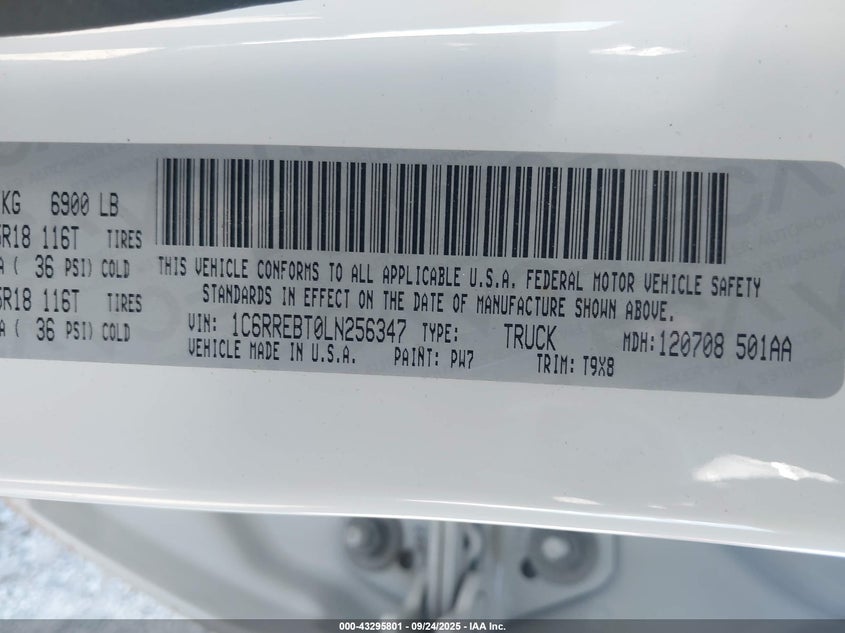 KG 6900 LB
R18 116T TIRES
( 36 PSI) COLD
R18 116T TIRES
( 36 PSI) COLD
THIS VEHICLE CONFORMS TO ALL APPLICABLE U.S.A. FEDERAL MOTOR VEHICLE SAFETY
STANDARDS IN EFFECT ON THE DATE OF MANUFACTURE SHOWN ABOVE.
VIN: 1C6RREBT0LN256347 TYPE: TRUCK MDH: 120708 501AA
VEHICLE MADE IN U.S.A. PAINT: PW7 TRIM: T9X8
000-43295801 - 09/24/2025 - IAA Inc.